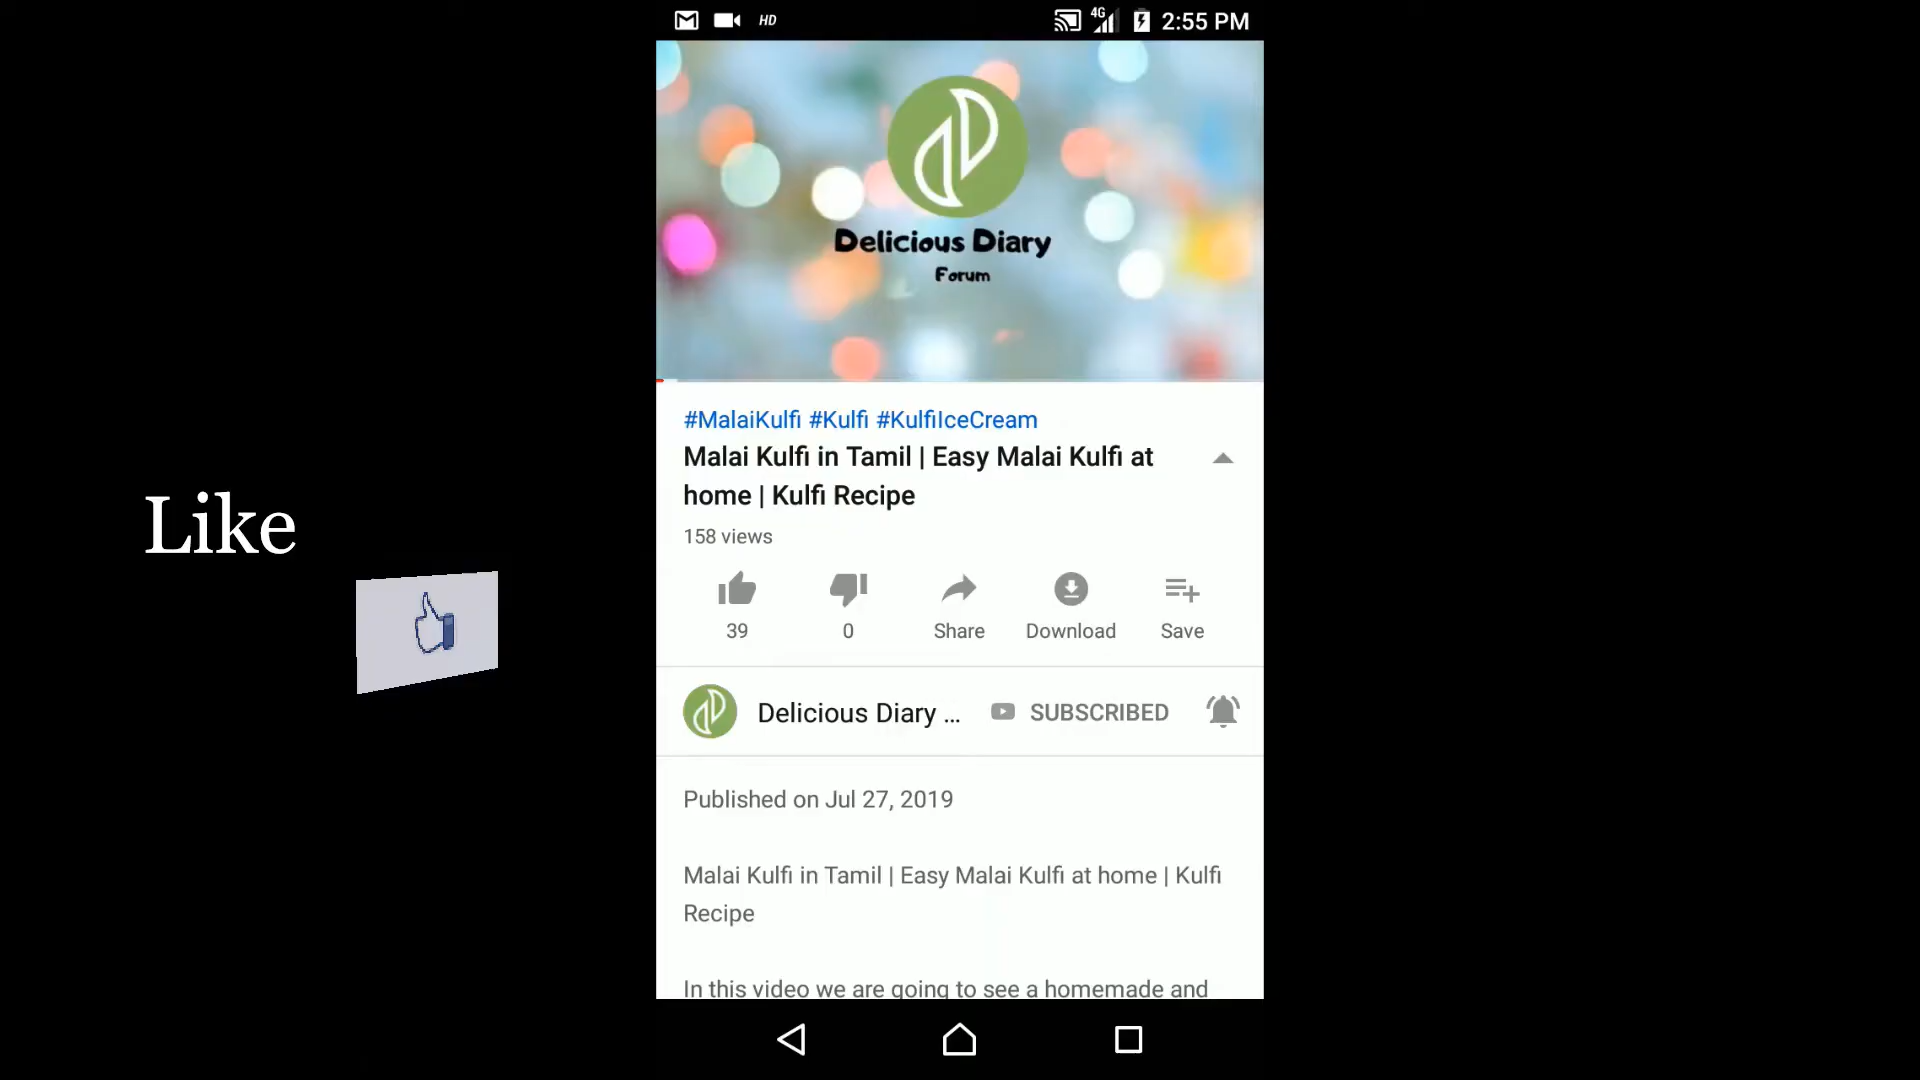 HD 4G 2:55 PM
Delicious Diary
Forum
#MalaiKulfi #Kulfi #KulfiIceCream
Malai Kulfi in Tamil | Easy Malai Kulfi at
home | Kulfi Recipe
158 views
Like
39 0 Share Download Save
Delicious Diary ... SUBSCRIBED
Published on Jul 27, 2019
Malai Kulfi in Tamil | Easy Malai Kulfi at home | Kulfi
Recipe
In this video we are going to see a homemade and